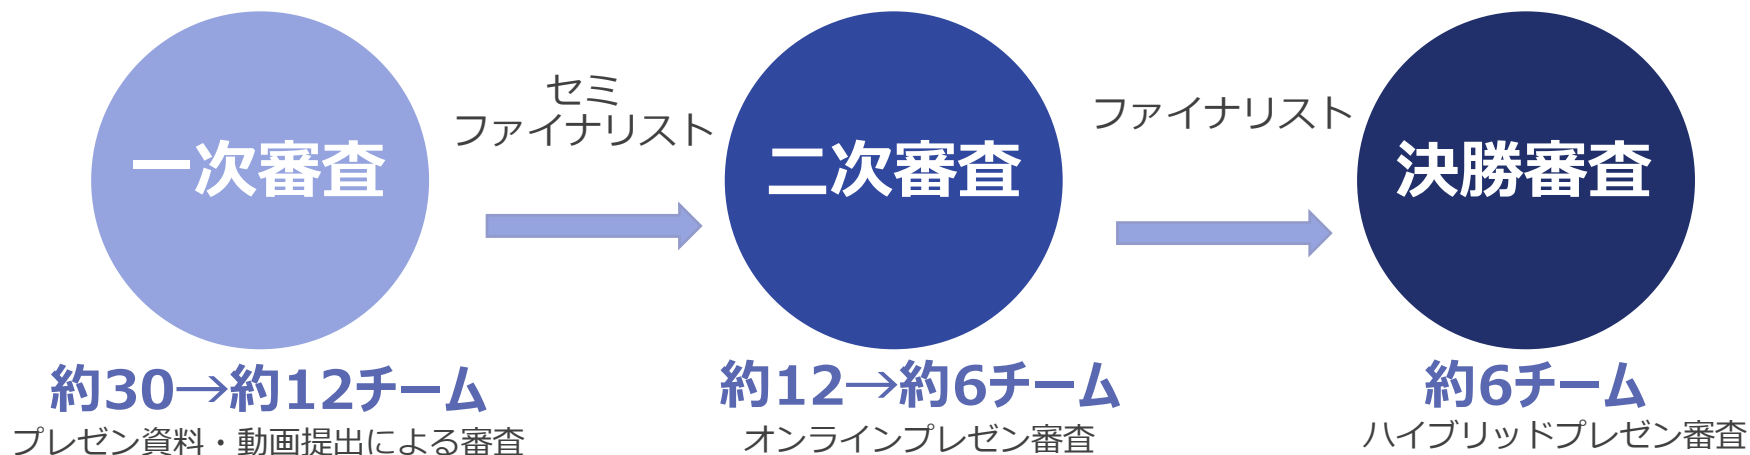 一次審査
約30→約12チーム
プレゼン資料・動画提出による審査
セミ
ファイナリスト
二次審査
約12→約6チーム
オンラインプレゼン審査
ファイナリスト
決勝審査
約6チーム
ハイブリッドプレゼン審査